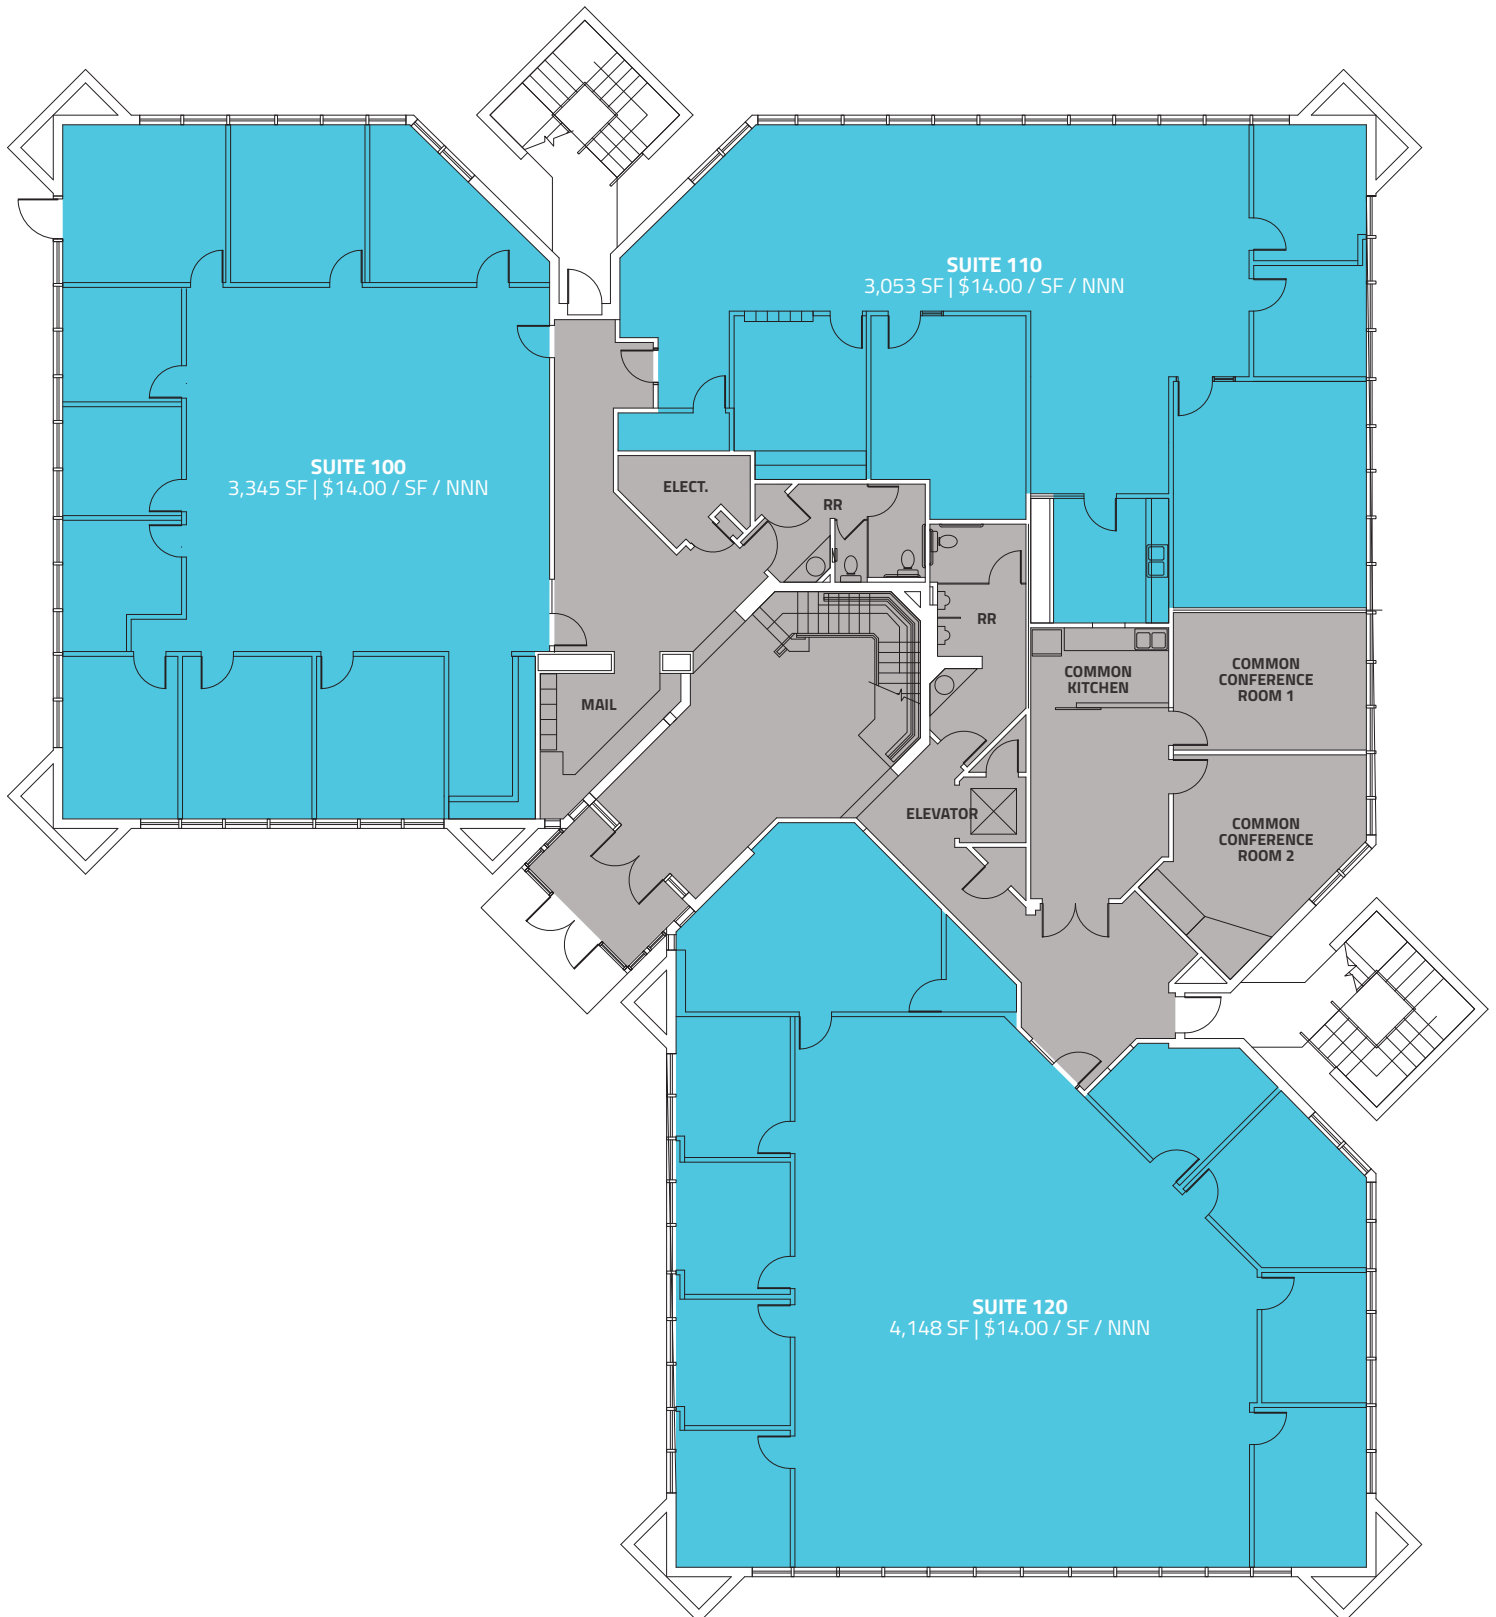 SUITE 110
3,053 SF | $14.00 / SF / NNN
SUITE 100
3,345 SF | $14.00 / SF / NNN
ELECT.
RR
RR
COMMON
KITCHEN
COMMON
CONFERENCE
ROOM 1
MAIL
ELEVATOR
COMMON
CONFERENCE
ROOM 2
SUITE 120
4,148 SF | $14.00 / SF / NNN